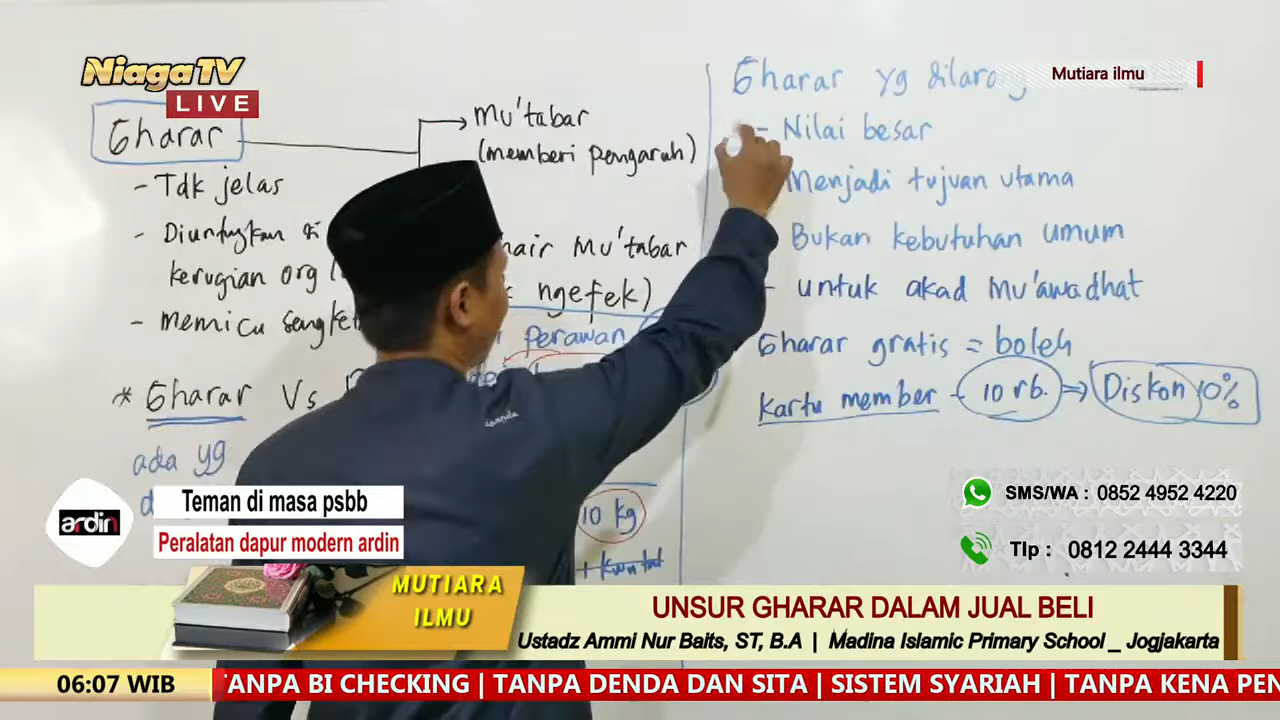 NiagaTV
LIVE
Mutiara ilmu
Gharar
- Tdk jelas
- Diuntungkan
kerugian org
- memicu
* Gharar Vs
ada yg
mu'tabar
(memberi pengaruh)
mu'tabar
ngefek)
perawan
10 kg
Gharar yg dilarang
- Nilai besar
Menjadi tujuan utama
Bukan kebutuhan umum
- untuk akad mu'awadhat
Gharar gratis = boleh
Kartu member - 10 rb. => Diskon 10%
ardin
Teman di masa psbb
Peralatan dapur modern ardin
SMS/WA : 0852 4952 4220
Tlp : 0812 2444 3344
MUTIARA
ILMU
UNSUR GHARAR DALAM JUAL BELI
Ustadz Ammi Nur Baits, ST, B.A | Madina Islamic Primary School _ Jogjakarta
06:07 WIB
TANPA BI CHECKING | TANPA DENDA DAN SITA | SISTEM SYARIAH | TANPA KENA PEN